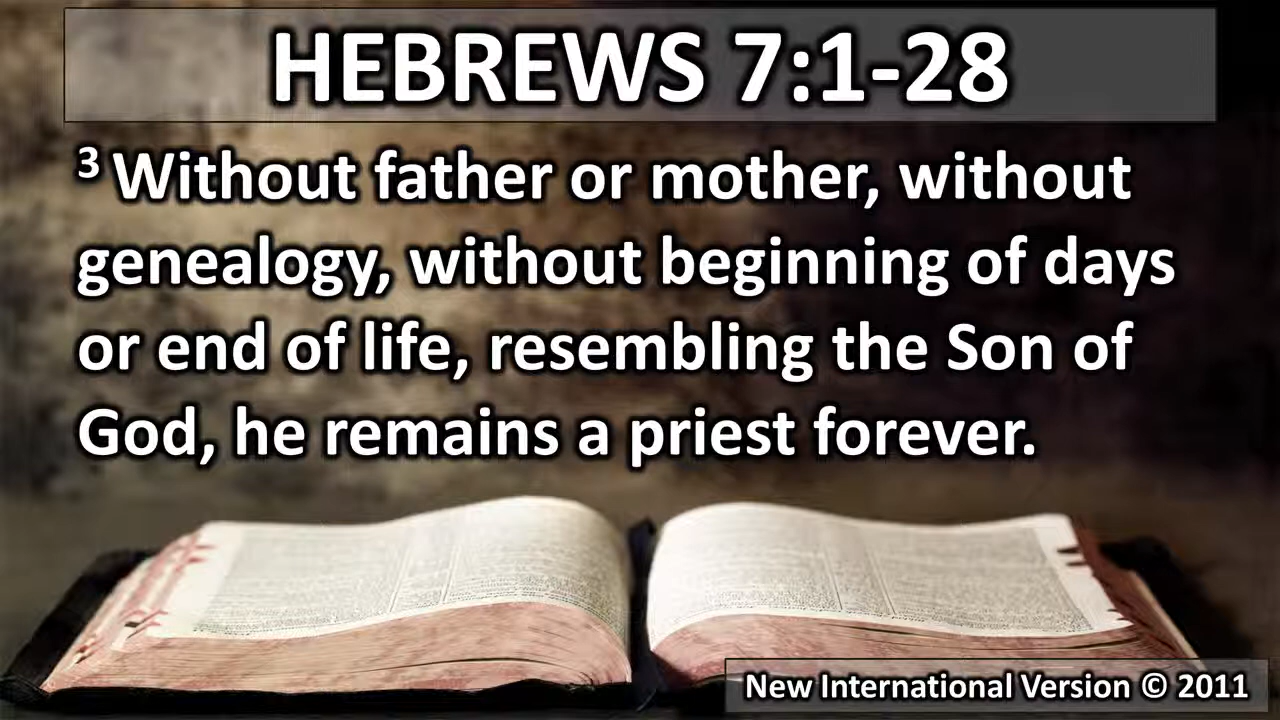 HEBREWS 7:1-28
3 Without father or mother, without
genealogy, without beginning of days
or end of life, resembling the Son of
God, he remains a priest forever.
New International Version © 2011